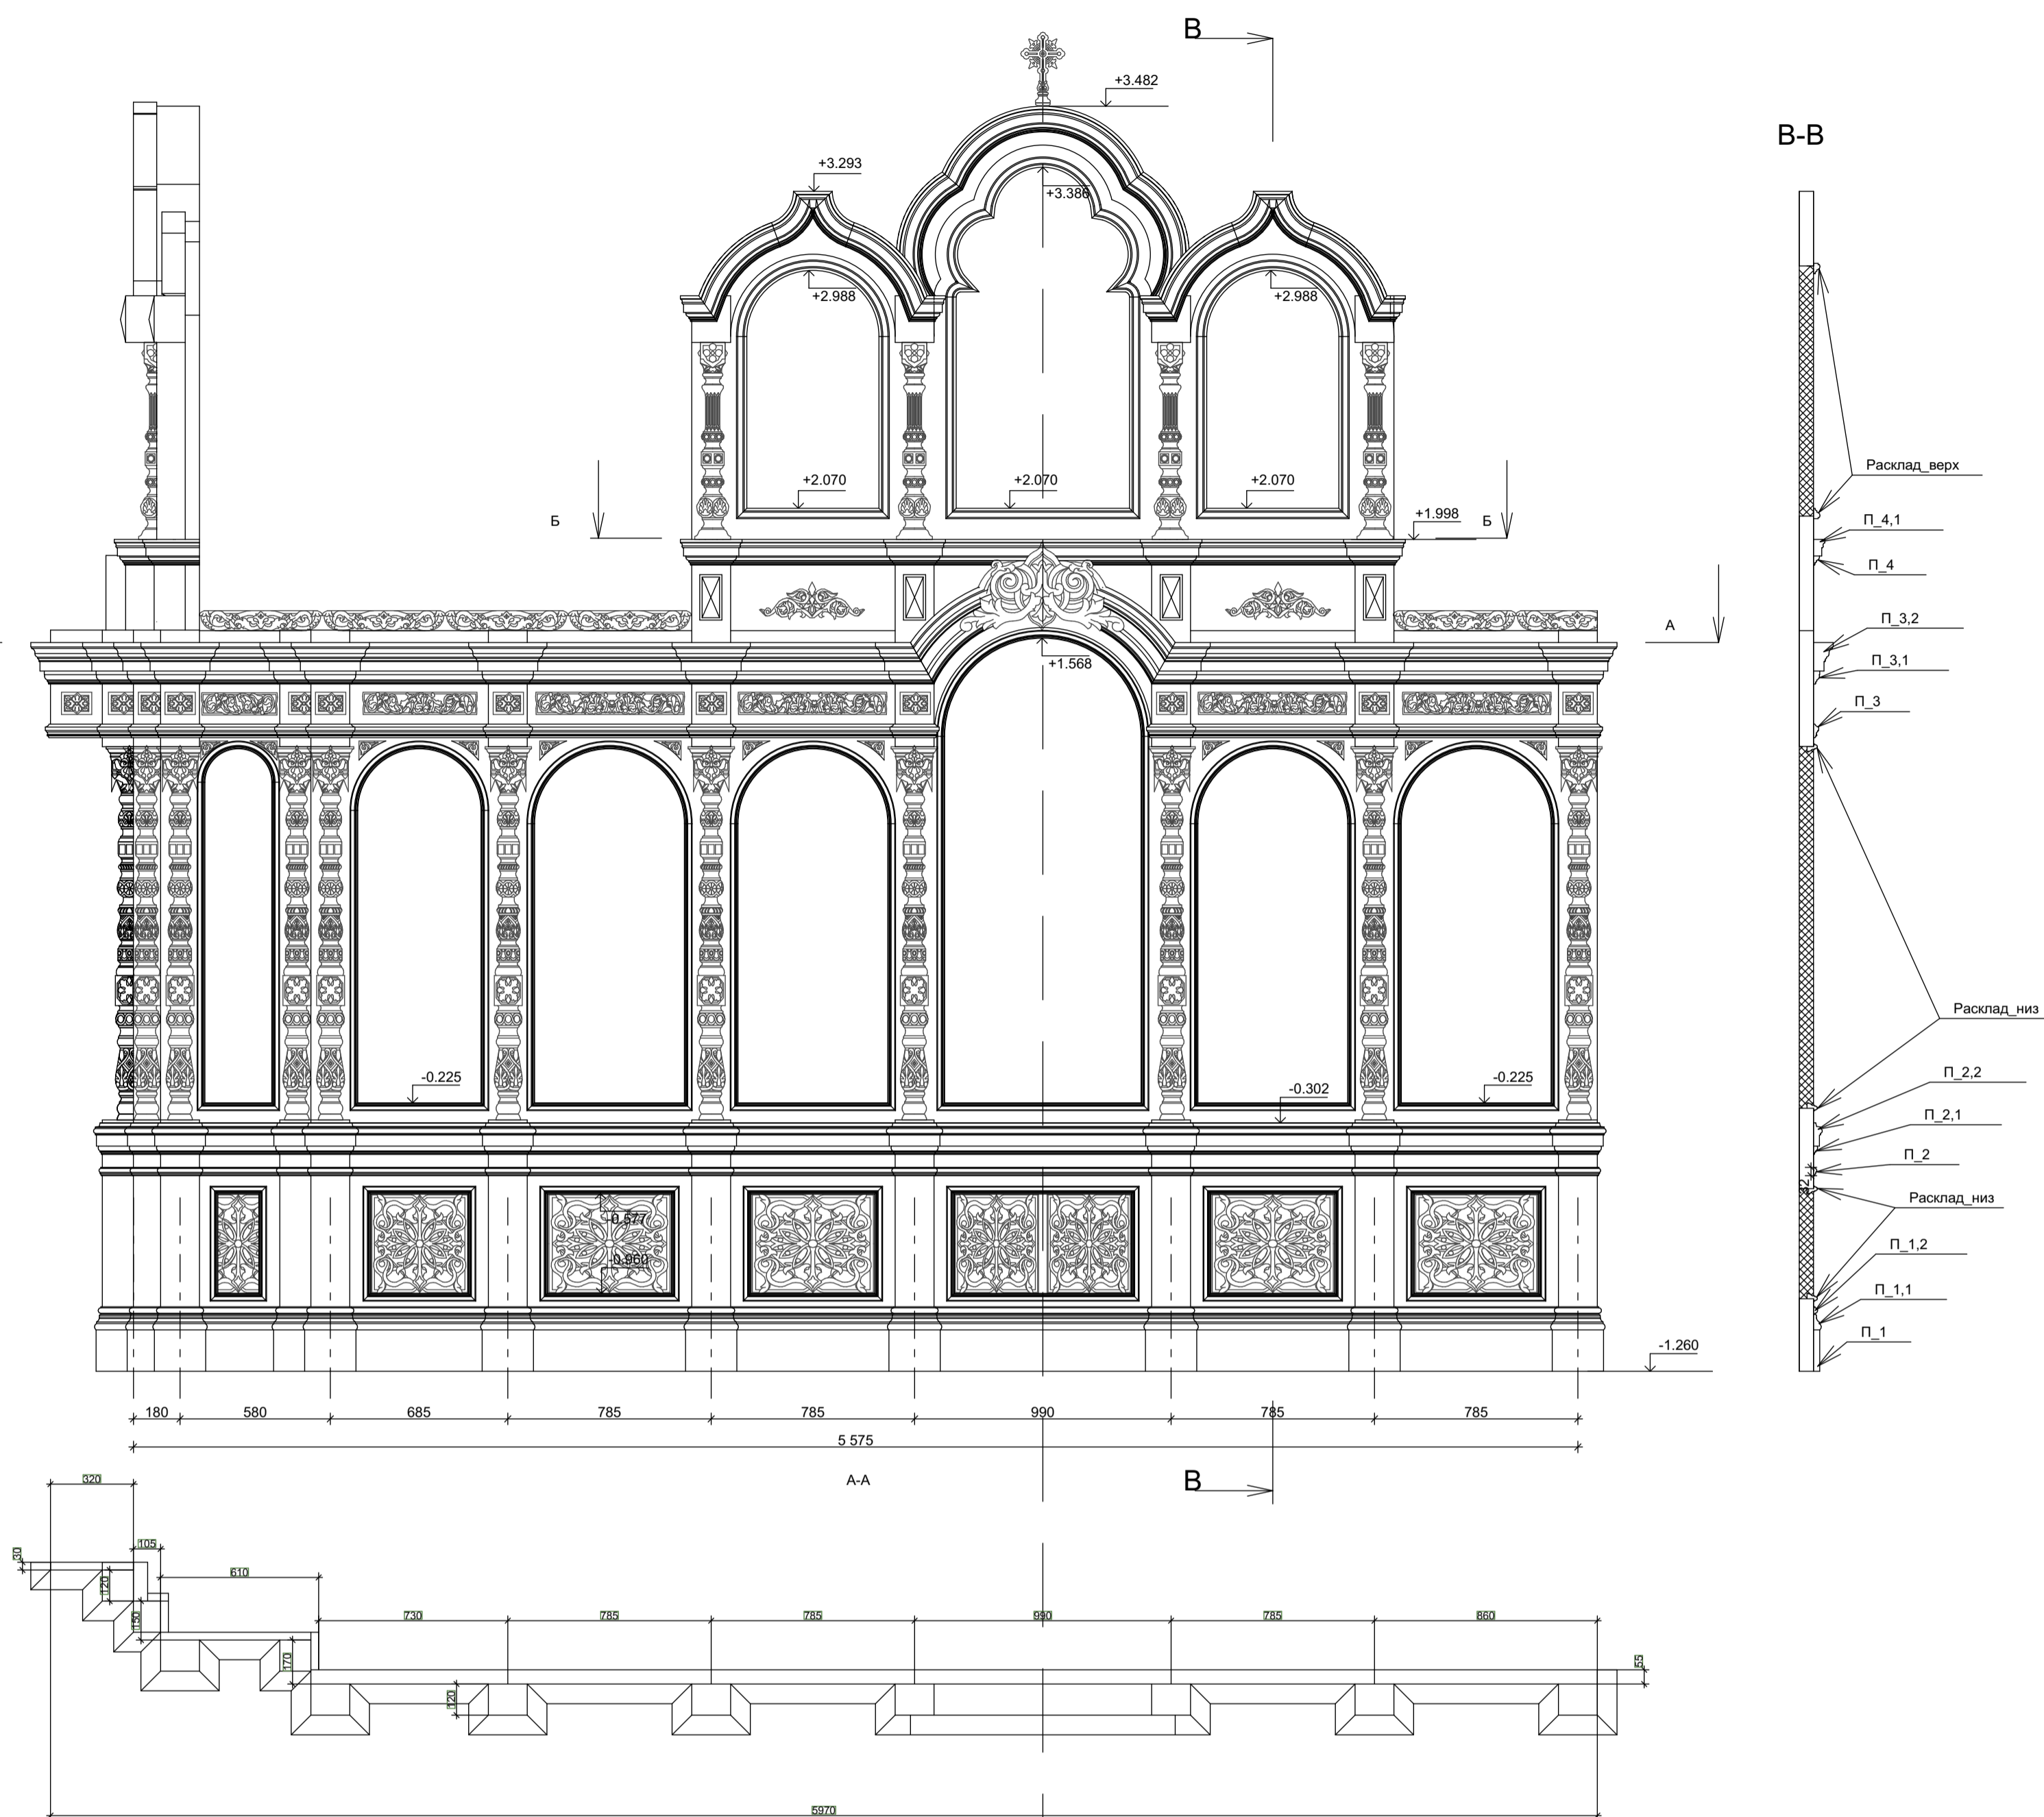 В
+3.482
В-В
+3.293
+3.386
+2.988
+2.988
Расклад_верх
+2.070
+2.070
+2.070
Б
+1.998
Б
П_4,1
П_4
А
П_3,2
+1.568
П_3,1
П_3
Расклад_низ
-0.225
-0.302
-0.225
П_2,2
П_2,1
П_2
Расклад_низ
-0.577
-0.960
П_1,2
П_1,1
П_1
-1.260
180
580
685
785
785
990
785
785
5 575
А-А
В
320
105
30
120
610
150
730
785
785
990
785
860
170
120
55
5970